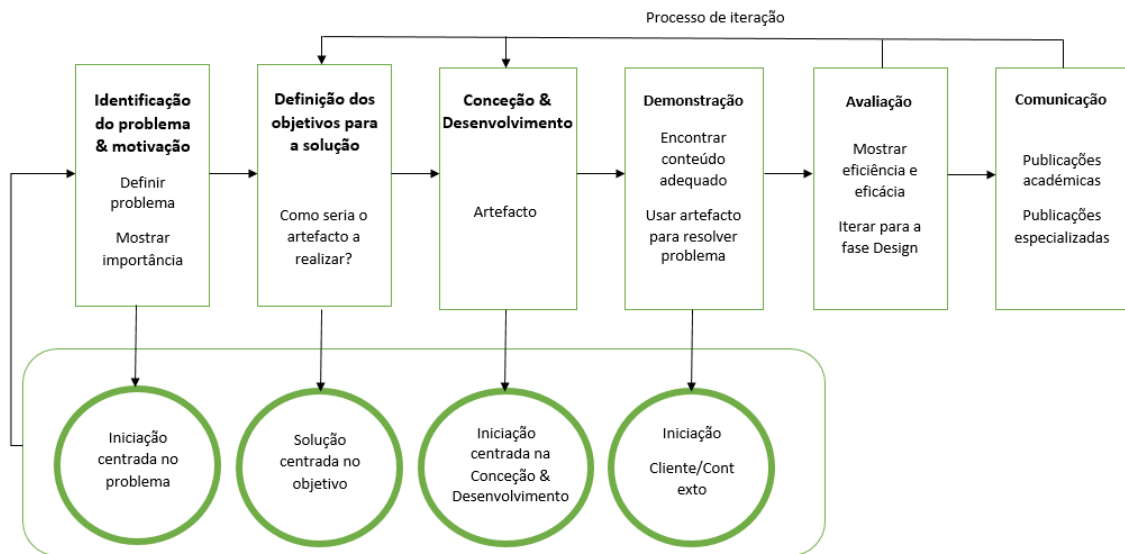 Processo de iteração
Identificação
do problema
& motivação
Definir
problema
Mostrar
importância
Definição dos
objetivos para
a solução
Como seria o
artefacto a
realizar?
Conceção &
Desenvolvimento
Artefacto
Demonstração
Encontrar
conteúdo
adequado
Usar artefacto
para resolver
problema
Avaliação
Mostrar
eficiência e
eficácia
Iterar para a
fase Design
Comunicação
Publicações
académicas
Publicações
especializadas
Iniciação
centrada no
problema
Solução
centrada no
objetivo
Iniciação
centrada na
Conceção &
Desenvolvimento
Iniciação
Cliente/Cont
exto